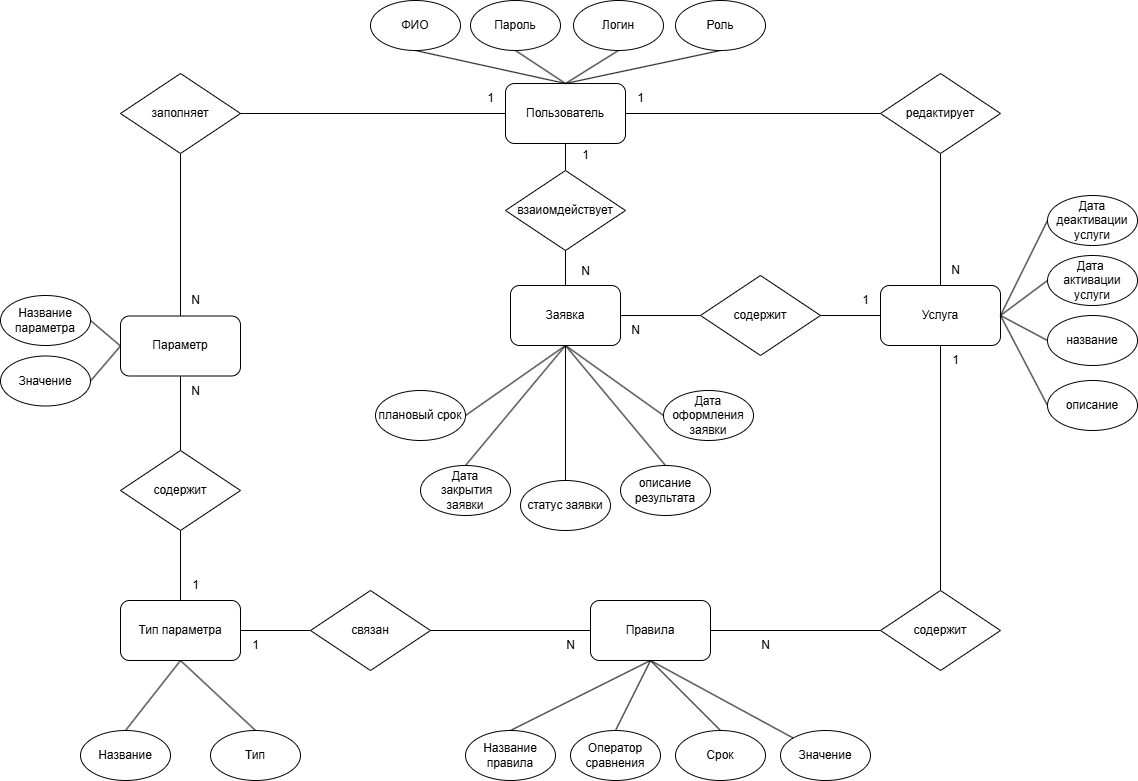 ФИО
Пароль
Логин
Роль
заполняет
1
Пользователь
1
редактирует
1
взаиомдействует
Дата
деактивации
услуги
N
N
Дата
активации
услуги
N
Название
параметра
Параметр
Заявка
N
содержит
1
Услуга
название
1
Значение
N
плановый срок
Дата
оформления
заявки
описание
содержит
Дата
закрытия
заявки
статус заявки
описание
результата
1
Тип параметра
1
связан
N
Правила
N
содержит
Название
Тип
Название
правила
Оператор
сравнения
Срок
Значение